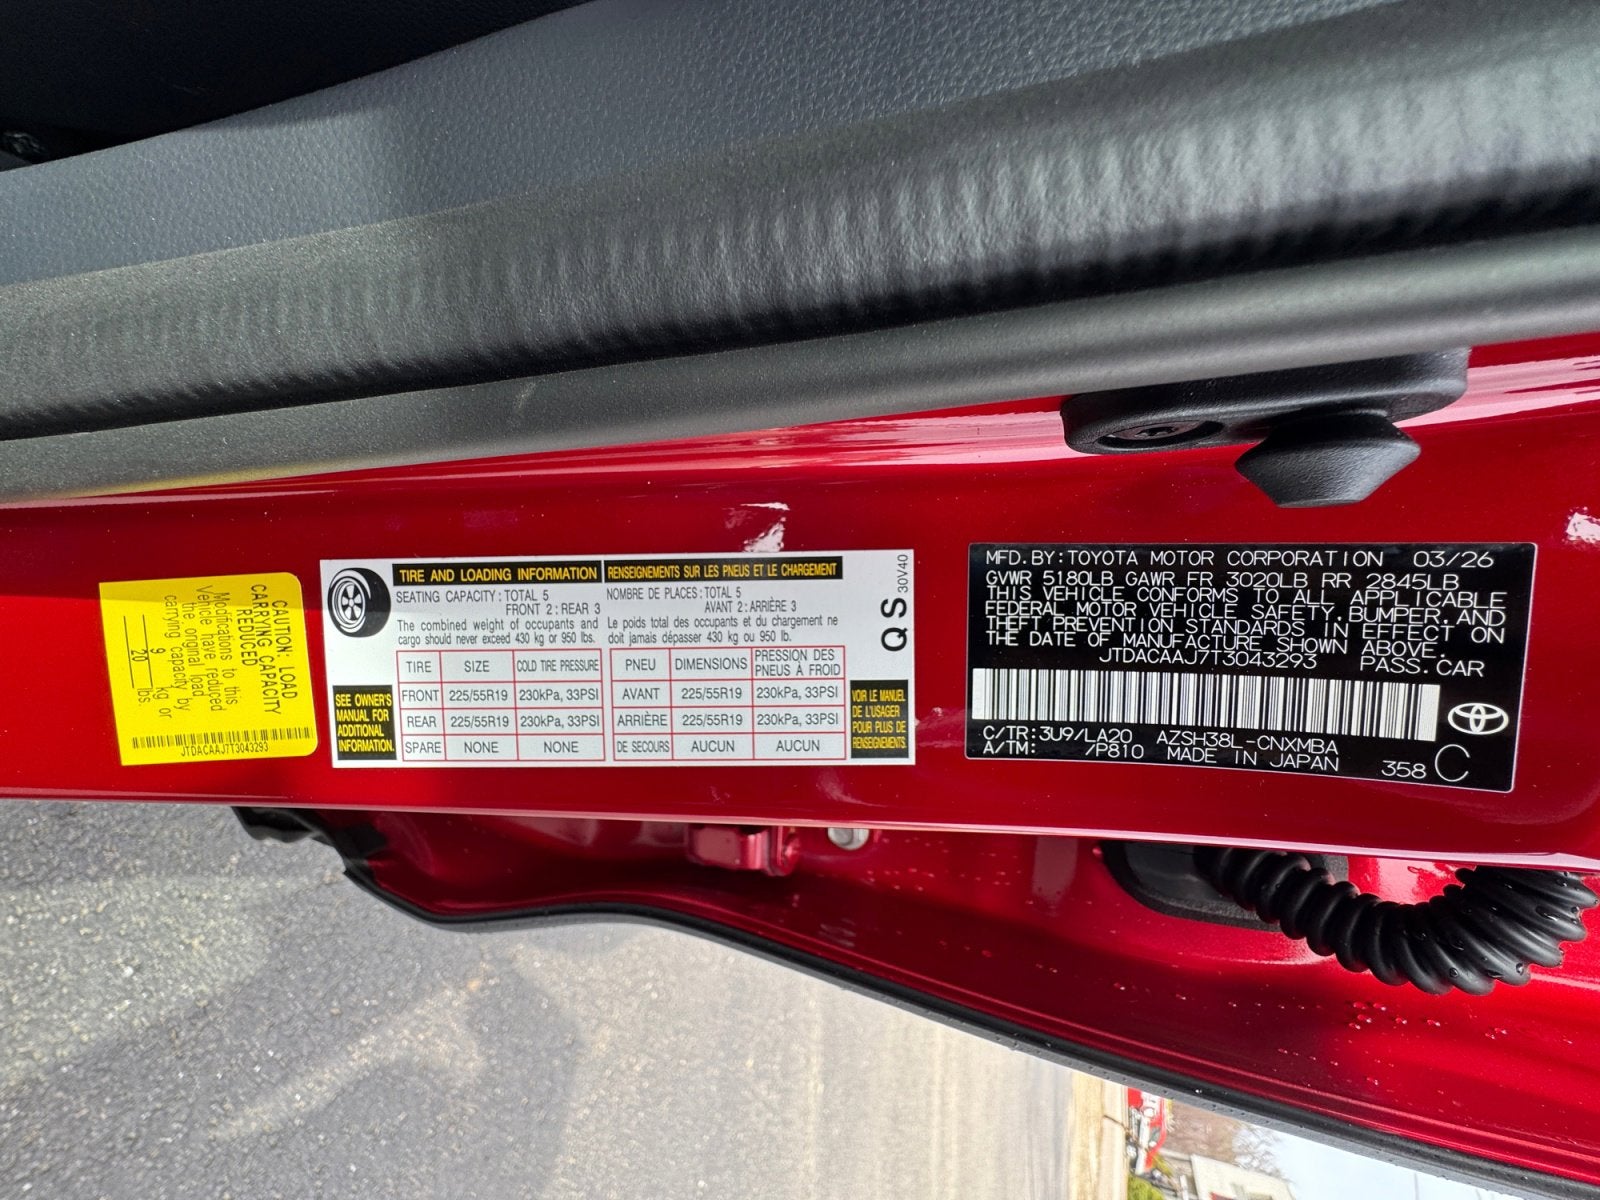 CAUTION: LOAD
CARRYING CAPACITY
REDUCED
Modifications to this
Vehicle have reduced
the original load
carrying capacity by
9 kg or
20 lbs.
JTDACAAJ7T3043293
TIRE AND LOADING INFORMATION
SEATING CAPACITY : TOTAL 5
FRONT 2 : REAR 3
The combined weight of occupants and
cargo should never exceed 430 kg or 950 lbs.
TIRE SIZE COLD TIRE PRESSURE
FRONT 225/55R19 230kPa, 33PSI
REAR 225/55R19 230kPa, 33PSI
SPARE NONE NONE
SEE OWNER'S
MANUAL FOR
ADDITIONAL
INFORMATION.
RENSEIGNEMENTS SUR LES PNEUS ET LE CHARGEMENT
NOMBRE DE PLACES : TOTAL 5
AVANT 2 : ARRIÈRE 3
Le poids total des occupants et du chargement ne
doit jamais dépasser 430 kg ou 950 lb.
PNEU DIMENSIONS PRESSION DES
PNEUS À FROID
AVANT 225/55R19 230kPa, 33PSI
ARRIÈRE 225/55R19 230kPa, 33PSI
DE SECOURS AUCUN AUCUN
VOIR LE MANUEL
DE L'USAGER
POUR PLUS DE
RENSEIGNEMENTS.
QS 30V40
MFD. BY: TOYOTA MOTOR CORPORATION 03/26
GVWR 5180LB GAWR FR 3020LB RR 2845LB
THIS VEHICLE CONFORMS TO ALL APPLICABLE
FEDERAL MOTOR VEHICLE SAFETY, BUMPER, AND
THEFT PREVENTION STANDARDS IN EFFECT ON
THE DATE OF MANUFACTURE SHOWN ABOVE.
JTDACAAJ7T3043293 PASS. CAR
C/TR: 3U9/LA20 AZSH38L-CNXMBA
A/TM: /P810 MADE IN JAPAN 358 C